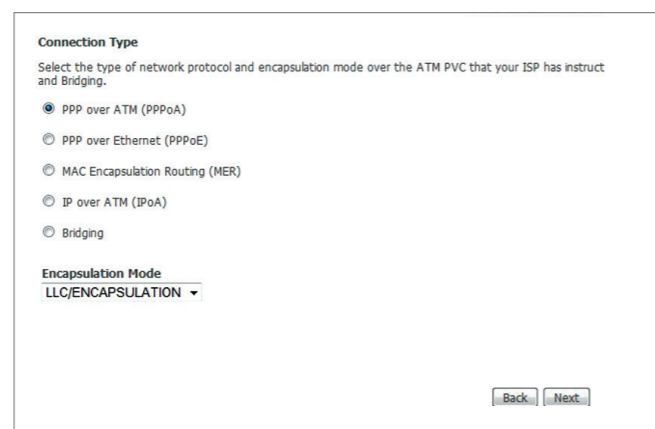 Connection Type
Select the type of network protocol and encapsulation mode over the ATM PVC that your ISP has instruct
and Bridging.
PPP over ATM (PPPoA)
PPP over Ethernet (PPPoE)
MAC Encapsulation Routing (MER)
IP over ATM (IPoA)
Bridging
Encapsulation Mode
LLC/ENCAPSULATION
Back Next